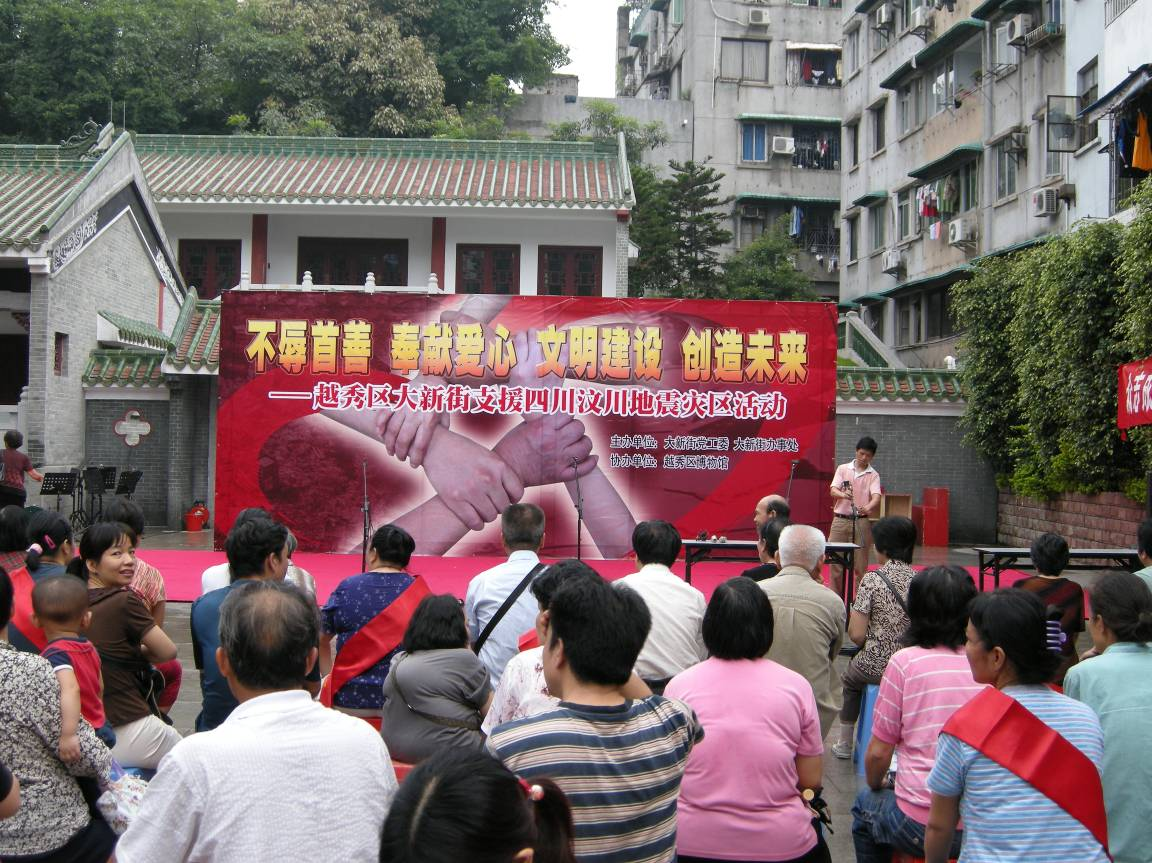 不辱首善 奉献爱心 文明建设 创造未来
——越秀区大新街支援四川汶川地震灾区活动
主办单位：大新街党工委 大新街办事处
协办单位：越秀区博物馆